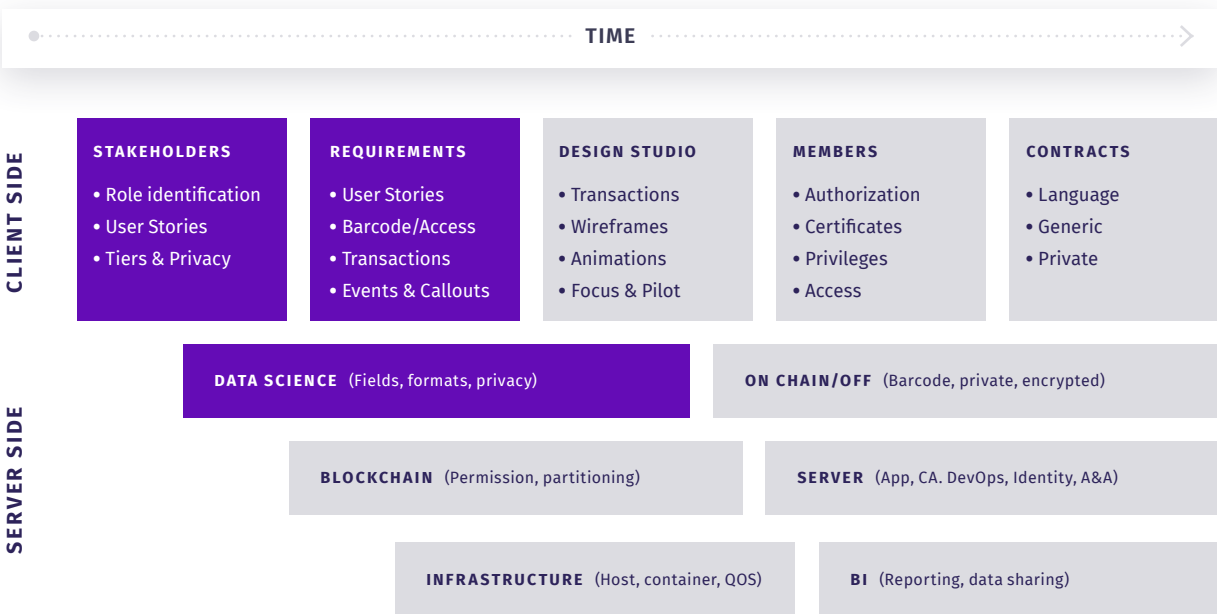 TIME
CLIENT SIDE
STAKEHOLDERS
• Role identification
• User Stories
• Tiers & Privacy
REQUIREMENTS
• User Stories
• Barcode/Access
• Transactions
• Events & Callouts
DESIGN STUDIO
• Transactions
• Wireframes
• Animations
• Focus & Pilot
MEMBERS
• Authorization
• Certificates
• Privileges
• Access
CONTRACTS
• Language
• Generic
• Private
SERVER SIDE
DATA SCIENCE (Fields, formats, privacy)
ON CHAIN/OFF (Barcode, private, encrypted)
BLOCKCHAIN (Permission, partitioning)
SERVER (App, CA. DevOps, Identity, A&A)
INFRASTRUCTURE (Host, container, QOS)
BI (Reporting, data sharing)